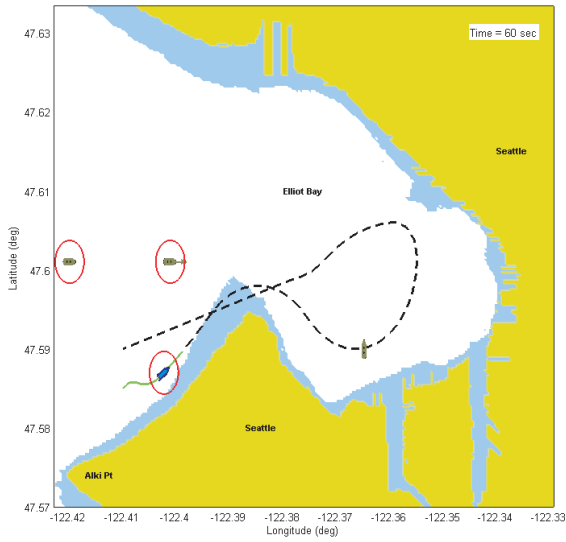 47.63
Time = 60 sec
47.62
Seattle
47.61
Elliot Bay
Latitude (deg)
47.6
47.59
47.58
Seattle
Alki Pt
47.57
-122.42 -122.41 -122.4 -122.39 -122.38 -122.37 -122.36 -122.35 -122.34 -122.33
Longitude (deg)